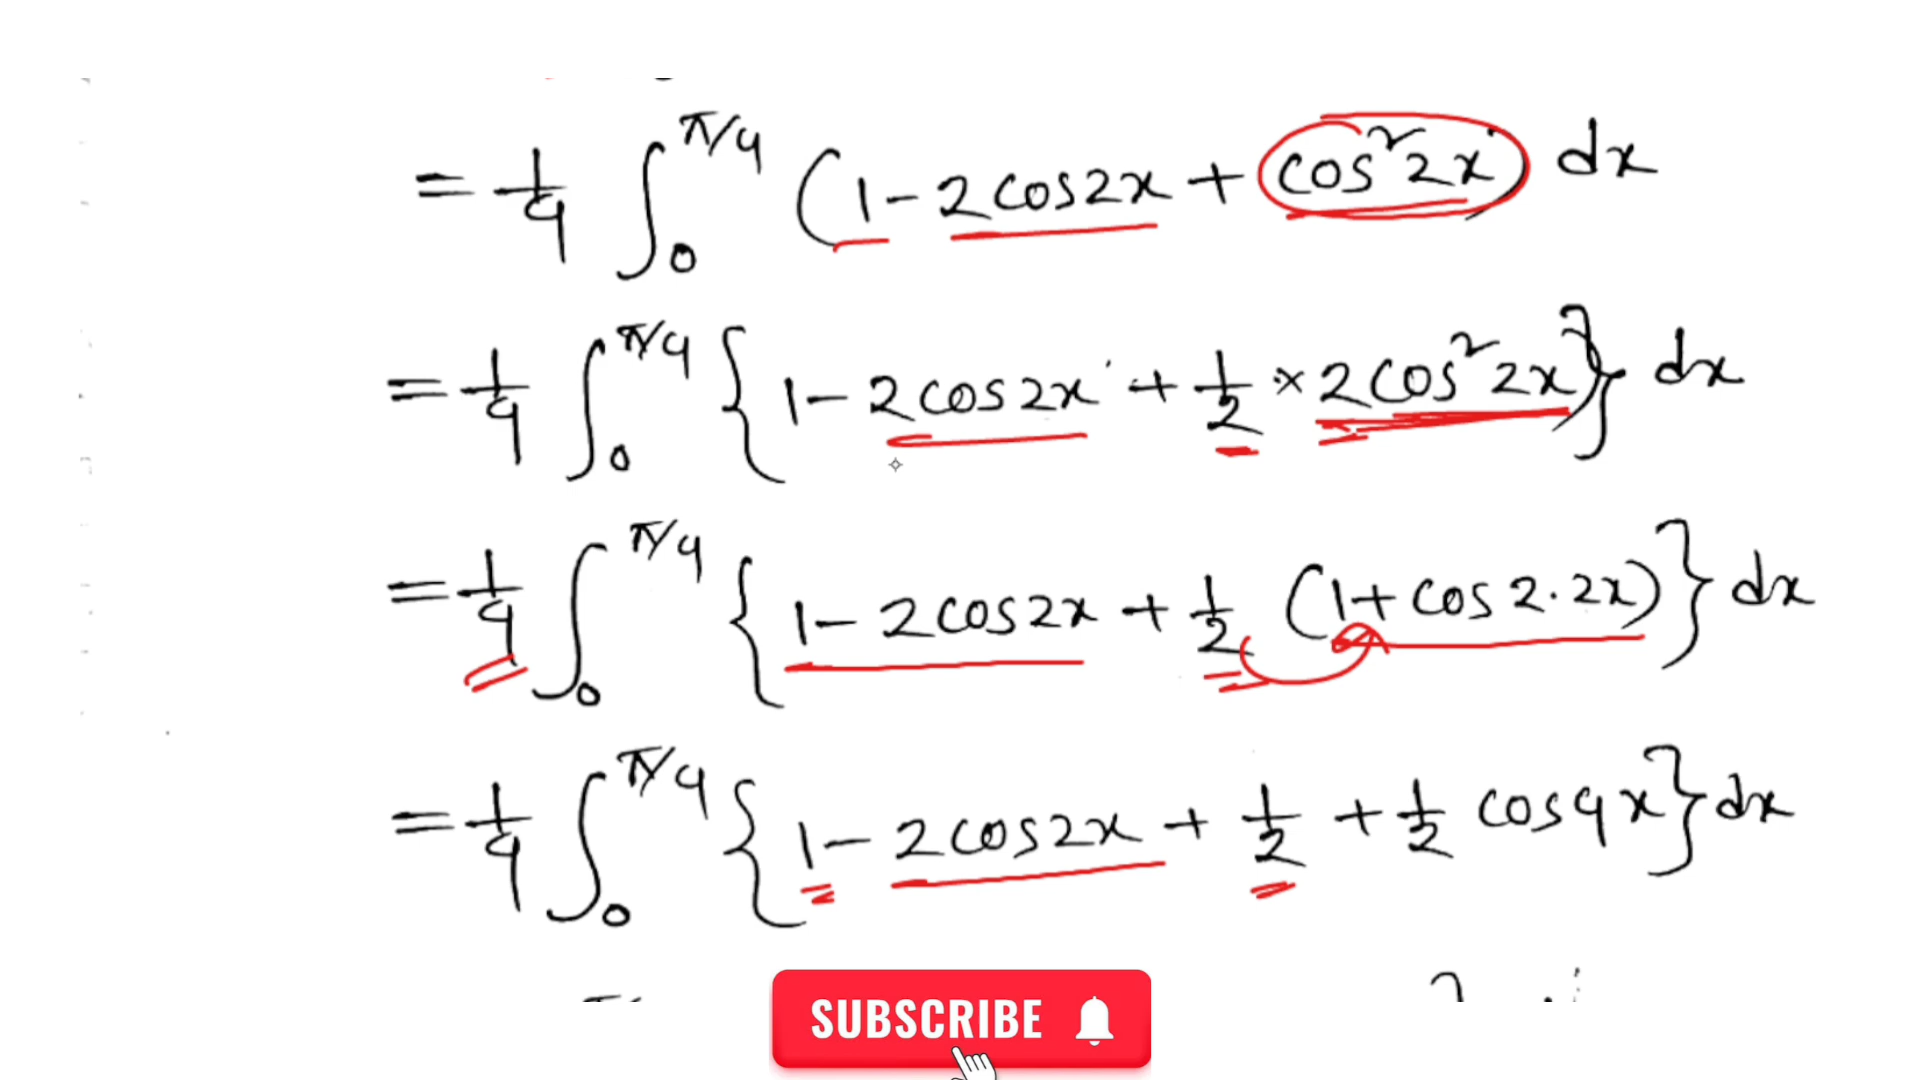 = 1/4 ∫₀^π/4 (1 - 2cos2x + cos²2x) dx
= 1/4 ∫₀^π/4 {1 - 2cos2x + 1/2 × 2cos²2x} dx
= 1/4 ∫₀^π/4 {1 - 2cos2x + 1/2 (1 + cos2·2x)} dx
= 1/4 ∫₀^π/4 {1 - 2cos2x + 1/2 + 1/2 cos4x} dx
SUBSCRIBE